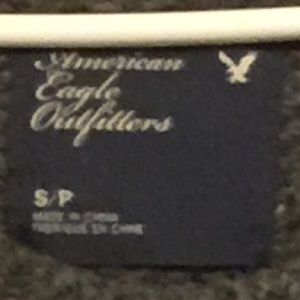 American
Eagle
Outfitters
S/P
MADE IN CHINA
FABRIQUÉ EN CHINE